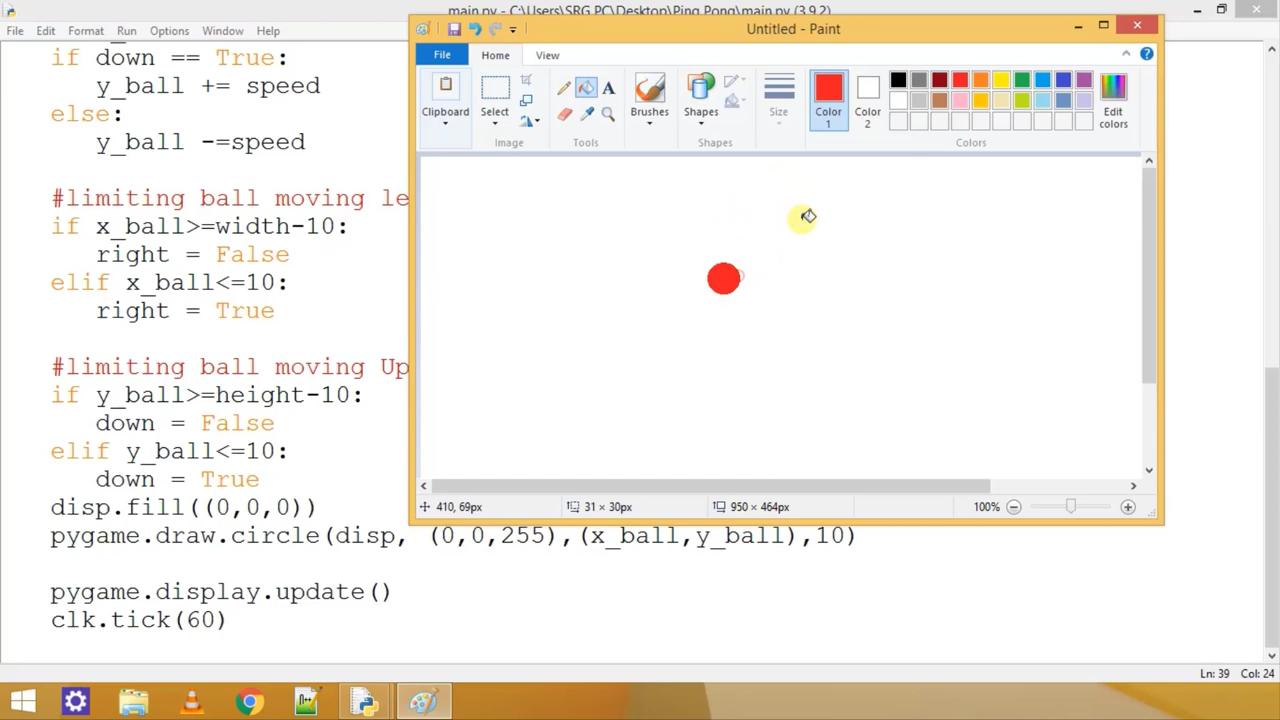 main.py - C:\Users\SRG PC\Desktop\Ping Pong\main.py (3.9.2)
File Edit Format Run Options Window Help
if down == True:
y_ball += speed
else:
y_ball -=speed
#limiting ball moving le
if x_ball>=width-10:
right = False
elif x_ball<=10:
right = True
#limiting ball moving Up
if y_ball>=height-10:
down = False
elif y_ball<=10:
down = True
disp.fill((0,0,0))
pygame.draw.circle(disp, (0,0,255),(x_ball,y_ball),10)
pygame.display.update()
clk.tick(60)
Ln: 39 Col: 24
Untitled - Paint
File Home View
Clipboard
Select
Image
A
Tools
Brushes
Shapes
Shapes
Size
Color 1
Color 2
Edit colors
Colors
410, 69px 31 × 30px 950 × 464px 100%
N++